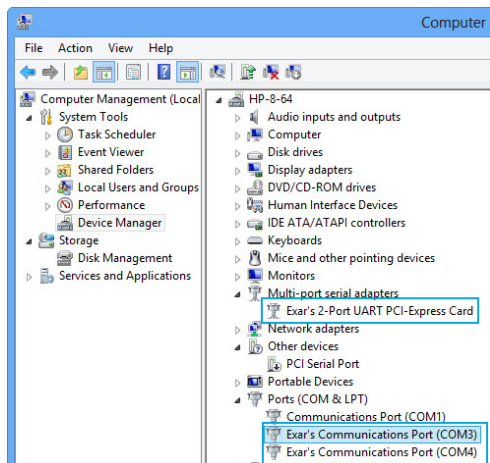 Computer
File Action View Help
Computer Management (Local
System Tools
Task Scheduler
Event Viewer
Shared Folders
Local Users and Groups
Performance
Device Manager
Storage
Disk Management
Services and Applications
HP-8-64
Audio inputs and outputs
Computer
Disk drives
Display adapters
DVD/CD-ROM drives
Human Interface Devices
IDE ATA/ATAPI controllers
Keyboards
Mice and other pointing devices
Monitors
Multi-port serial adapters
Exar's 2-Port UART PCI-Express Card
Network adapters
Other devices
PCI Serial Port
Portable Devices
Ports (COM & LPT)
Communications Port (COM1)
Exar's Communications Port (COM3)
Exar's Communications Port (COM4)